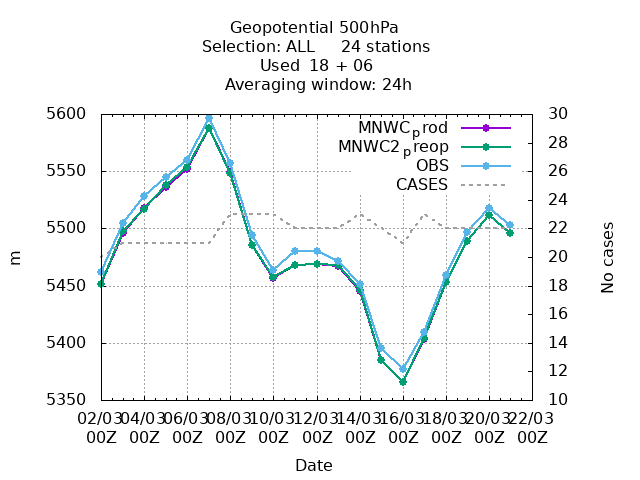 Geopotential 500hPa
Selection: ALL 24 stations
Used 18 + 06
Averaging window: 24h
MNWCprod
MNWC2preop
OBS
CASES
5600
5550
5500
5450
5400
5350
m
30
28
26
24
22
20
18
16
14
12
10
No cases
02/03 04/03 06/03 08/03 10/03 12/03 14/03 16/03 18/03 20/03 22/03
00Z 00Z 00Z 00Z 00Z 00Z 00Z 00Z 00Z 00Z 00Z
Date